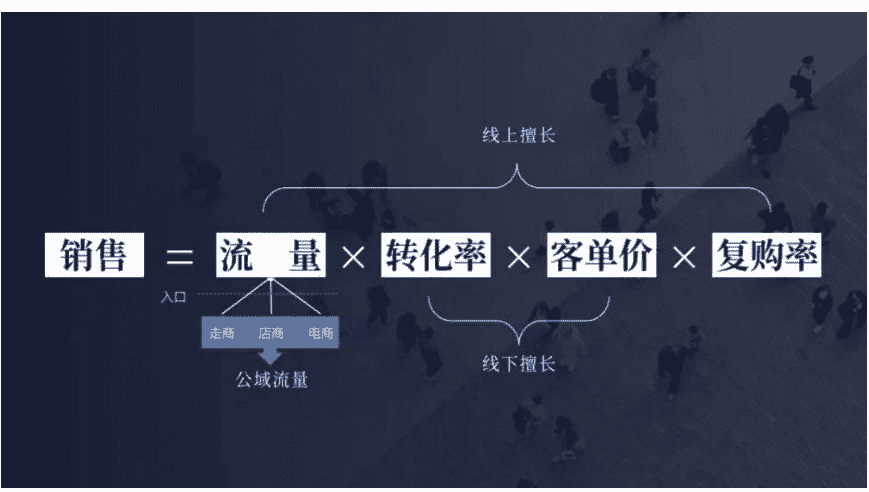 线上擅长
销售 = 流量 × 转化率 × 客单价 × 复购率
入口
走商 店商 电商
线下擅长
公域流量